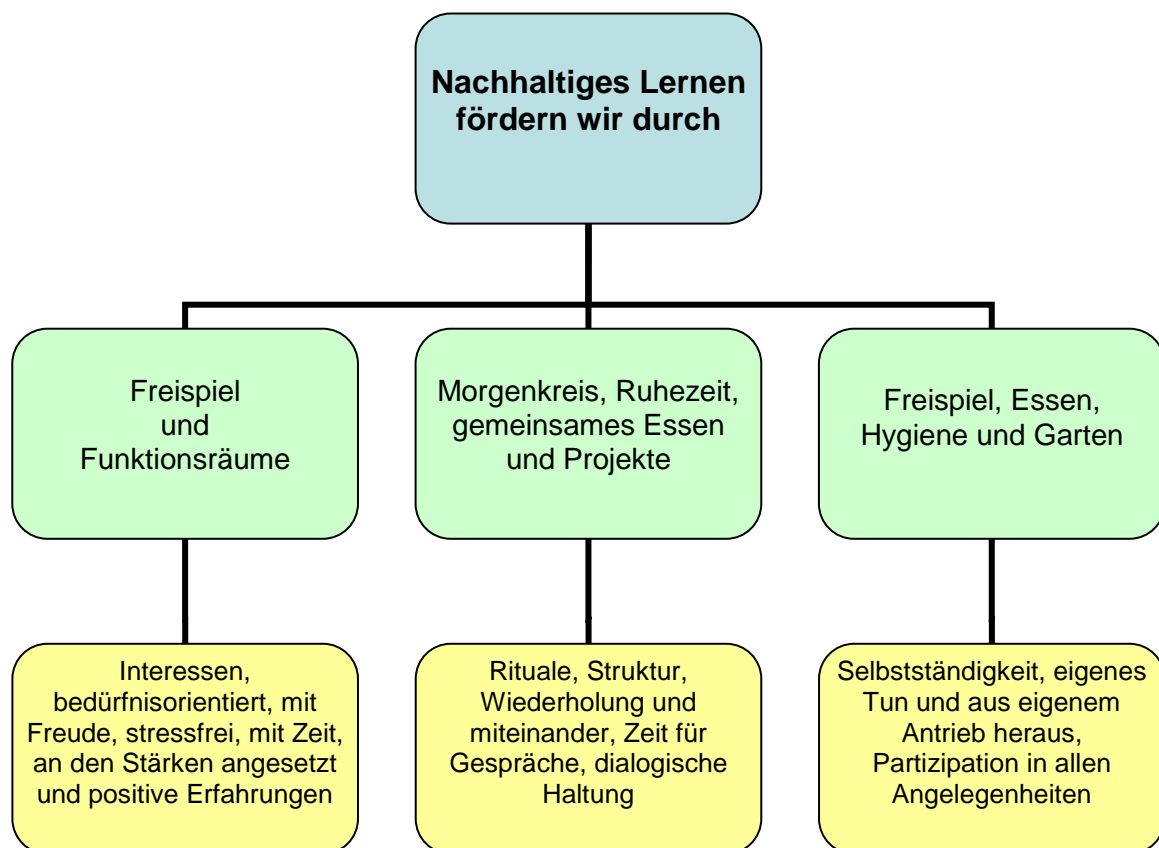 Nachhaltiges Lernen
fördern wir durch
Freispiel
und
Funktionsräume
Morgenkreis, Ruhezeit,
gemeinsames Essen
und Projekte
Freispiel, Essen,
Hygiene und Garten
Interessen,
bedürfnisorientiert, mit
Freude, stressfrei, mit Zeit,
an den Stärken angesetzt
und positive Erfahrungen
Rituale, Struktur,
Wiederholung und
miteinander, Zeit für
Gespräche, dialogische
Haltung
Selbstständigkeit, eigenes
Tun und aus eigenem
Antrieb heraus,
Partizipation in allen
Angelegenheiten